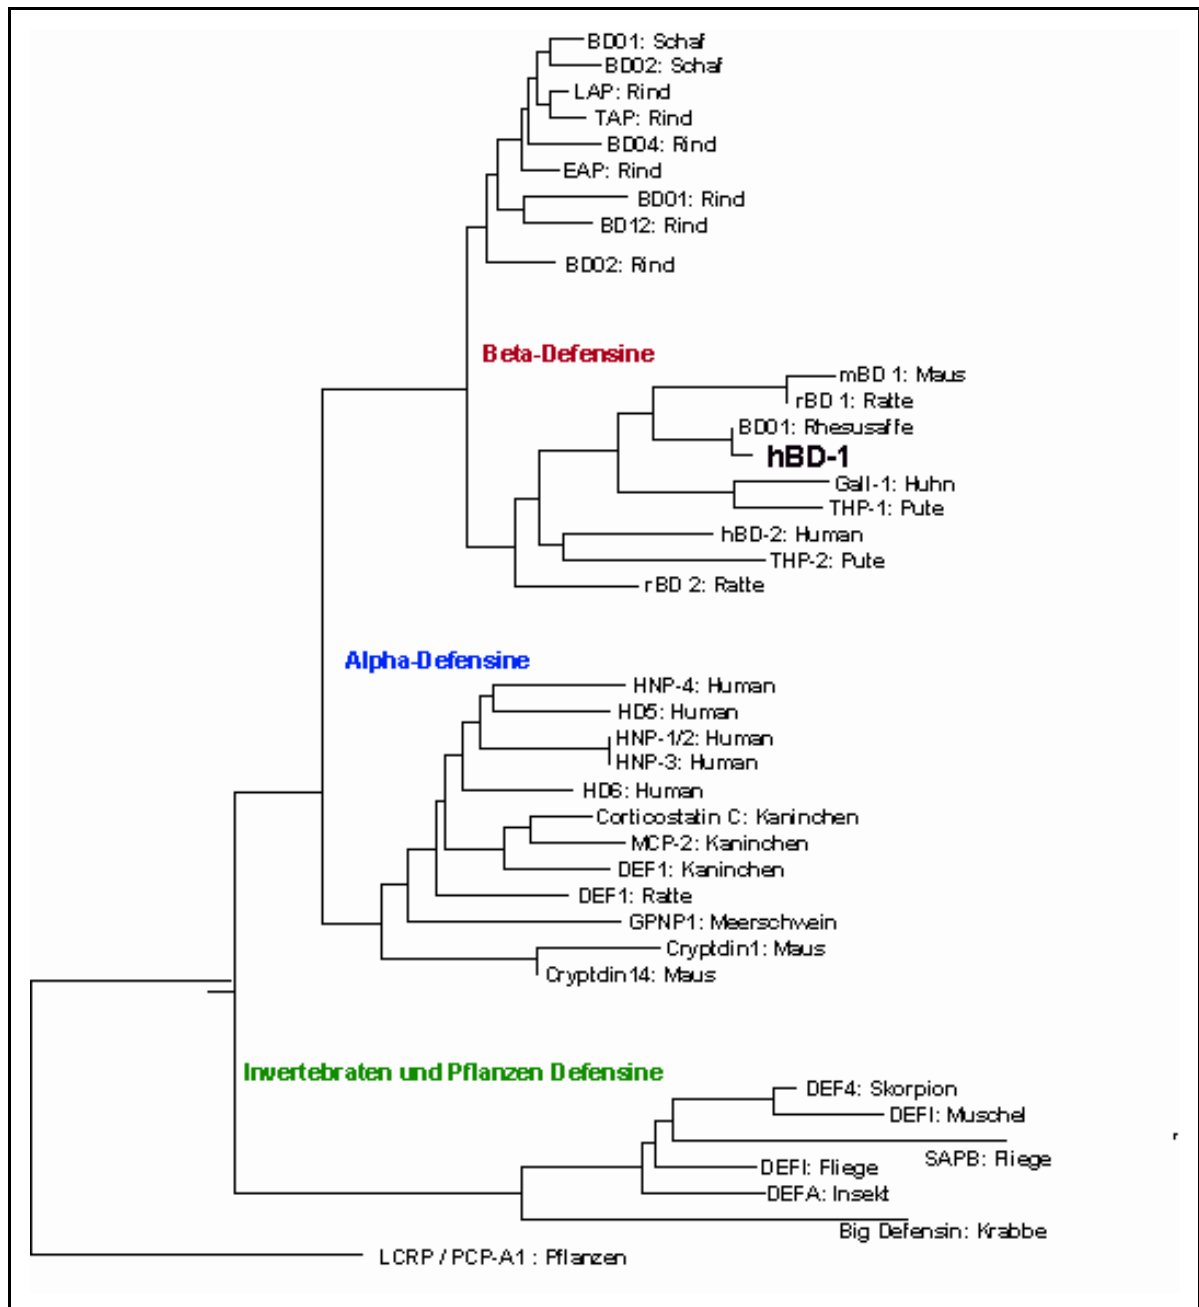 BD01: Schaf
BD02: Schaf
LAP: Rind
TAP: Rind
BD04: Rind
EAP: Rind
BD01: Rind
BD12: Rind
BD02: Rind
Beta-Defensine
mBD 1: Maus
rBD 1: Ratte
BD01: Rhesusaffe
hBD-1
Gall-1: Huhn
THP-1: Pute
hBD-2: Human
THP-2: Pute
rBD 2: Ratte
Alpha-Defensine
HNP-4: Human
HD5: Human
HNP-1/2: Human
HNP-3: Human
HD6: Human
Corticostatin C: Kaninchen
MCP-2: Kaninchen
DEF1: Kaninchen
DEF1: Ratte
GPNP1: Meerschwein
Cryptdin1: Maus
Cryptdin14: Maus
Invertebraten und Pflanzen Defensine
DEF4: Skorpion
DEFI: Muschel
SAPB: Fliege
DEFI: Fliege
DEFA: Insekt
Big Defensin: Krabbe
LCRP / PCP-A1 : Pflanzen